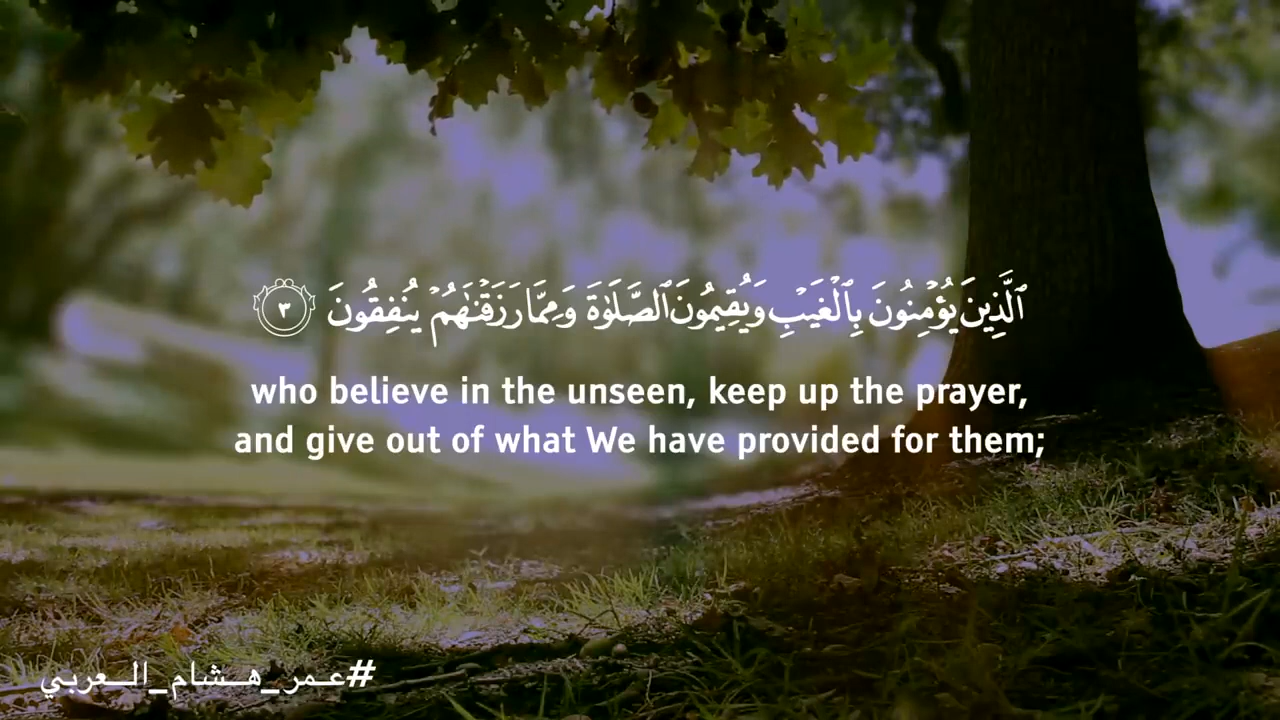 ٱلَّذِينَ يُؤۡمِنُونَ بِٱلۡغَيۡبِ وَيُقِيمُونَ ٱلصَّلَوٰةَ وَمِمَّا رَزَقۡنَٰهُمۡ يُنفِقُونَ ٣
who believe in the unseen, keep up the prayer,
and give out of what We have provided for them;
#عـمـر_هـشام_الـعربي